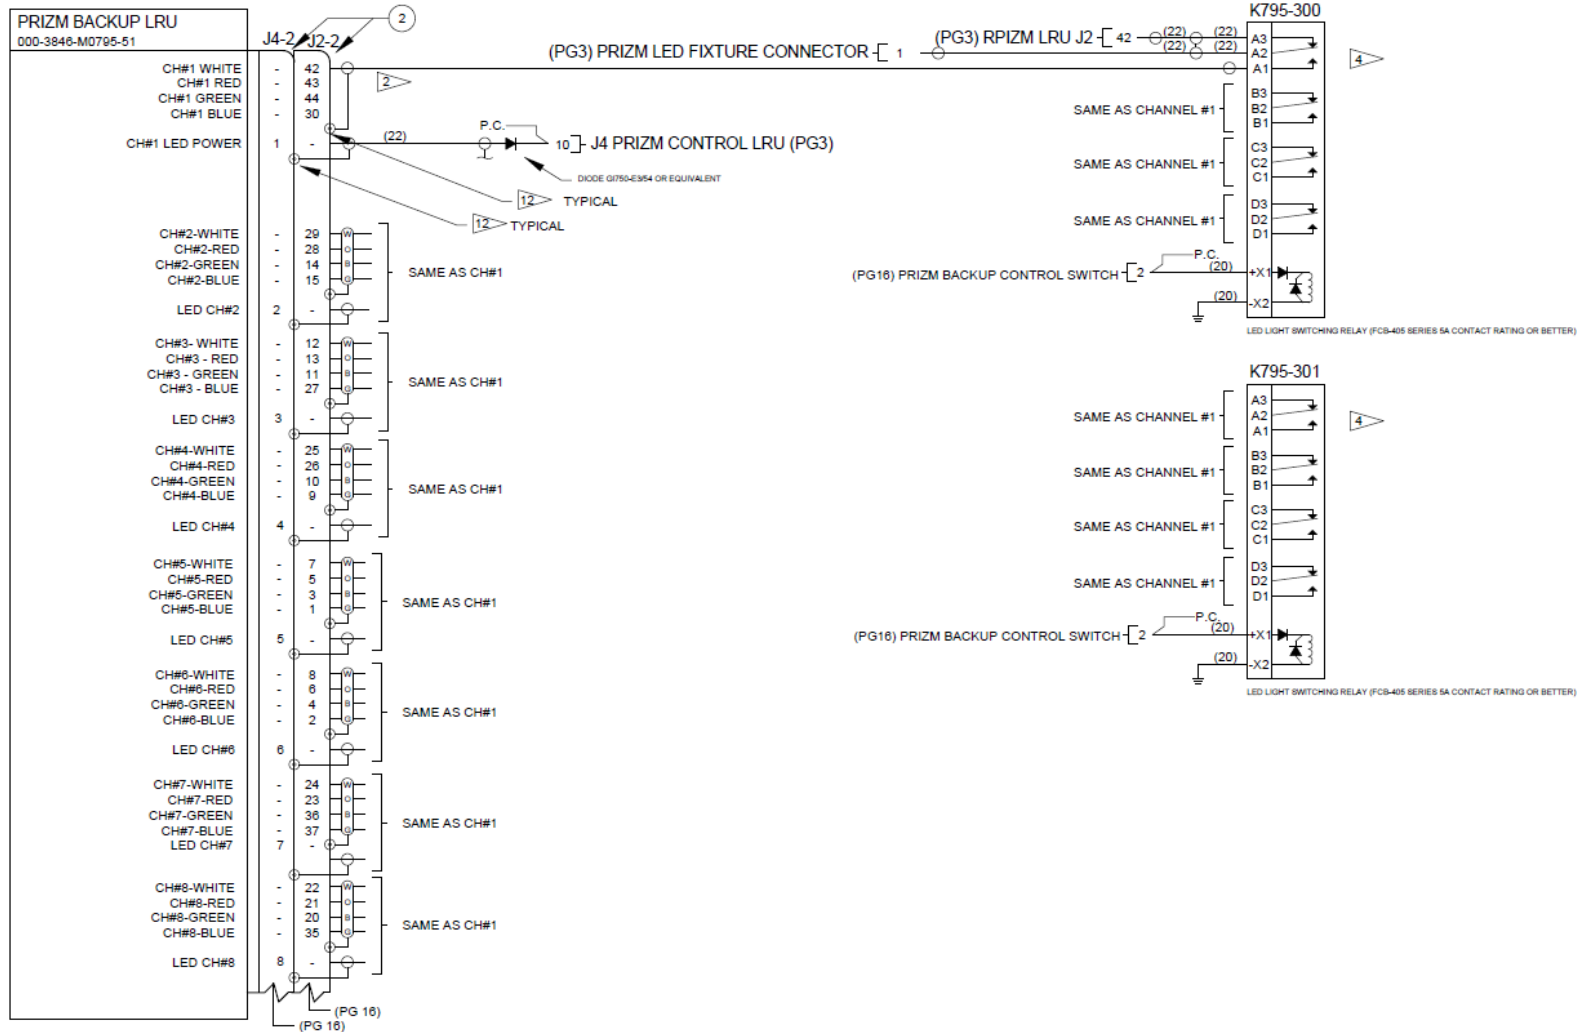 PRIZM BACKUP LRU
000-3846-M0795-51
J4-2
J2-2
2
CH#1 WHITE - 42
CH#1 RED - 43
CH#1 GREEN - 44
CH#1 BLUE - 30
CH#1 LED POWER 1 -
2
(22)
P.C.
10 J4 PRIZM CONTROL LRU (PG3)
DIODE GI750-E3/54 OR EQUIVALENT
12 TYPICAL
12 TYPICAL
CH#2-WHITE - 29 W
CH#2-RED - 28 O
CH#2-GREEN - 14 B
CH#2-BLUE - 15 G
LED CH#2 2 -
SAME AS CH#1
CH#3- WHITE - 12 W
CH#3 - RED - 13 O
CH#3 - GREEN - 11 B
CH#3 - BLUE - 27 G
LED CH#3 3 -
SAME AS CH#1
CH#4-WHITE - 25 W
CH#4-RED - 26 O
CH#4-GREEN - 10 B
CH#4-BLUE - 9 G
LED CH#4 4 -
SAME AS CH#1
CH#5-WHITE - 7 W
CH#5-RED - 5 O
CH#5-GREEN - 3 B
CH#5-BLUE - 1 G
LED CH#5 5 -
SAME AS CH#1
CH#6-WHITE - 8 W
CH#6-RED - 6 O
CH#6-GREEN - 4 B
CH#6-BLUE - 2 G
LED CH#6 6 -
SAME AS CH#1
CH#7-WHITE - 24 W
CH#7-RED - 23 O
CH#7-GREEN - 36 B
CH#7-BLUE - 37 G
LED CH#7 7 -
SAME AS CH#1
CH#8-WHITE - 22 W
CH#8-RED - 21 O
CH#8-GREEN - 20 B
CH#8-BLUE - 35 G
LED CH#8 8 -
SAME AS CH#1
(PG 16)
(PG 16)
K795-300
(PG3) RPIZM LRU J2 42 (22) (22) A3
(PG3) PRIZM LED FIXTURE CONNECTOR 1 (22) (22) A2
A1
4
B3
SAME AS CHANNEL #1 B2
B1
C3
SAME AS CHANNEL #1 C2
C1
D3
SAME AS CHANNEL #1 D2
D1
P.C.
(PG16) PRIZM BACKUP CONTROL SWITCH 2 (20) +X1
(20) -X2
LED LIGHT SWITCHING RELAY (FCB-405 SERIES 5A CONTACT RATING OR BETTER)
K795-301
A3
SAME AS CHANNEL #1 A2
A1
4
B3
SAME AS CHANNEL #1 B2
B1
C3
SAME AS CHANNEL #1 C2
C1
D3
SAME AS CHANNEL #1 D2
D1
P.C.
(PG16) PRIZM BACKUP CONTROL SWITCH 2 (20) +X1
(20) -X2
LED LIGHT SWITCHING RELAY (FCB-405 SERIES 5A CONTACT RATING OR BETTER)